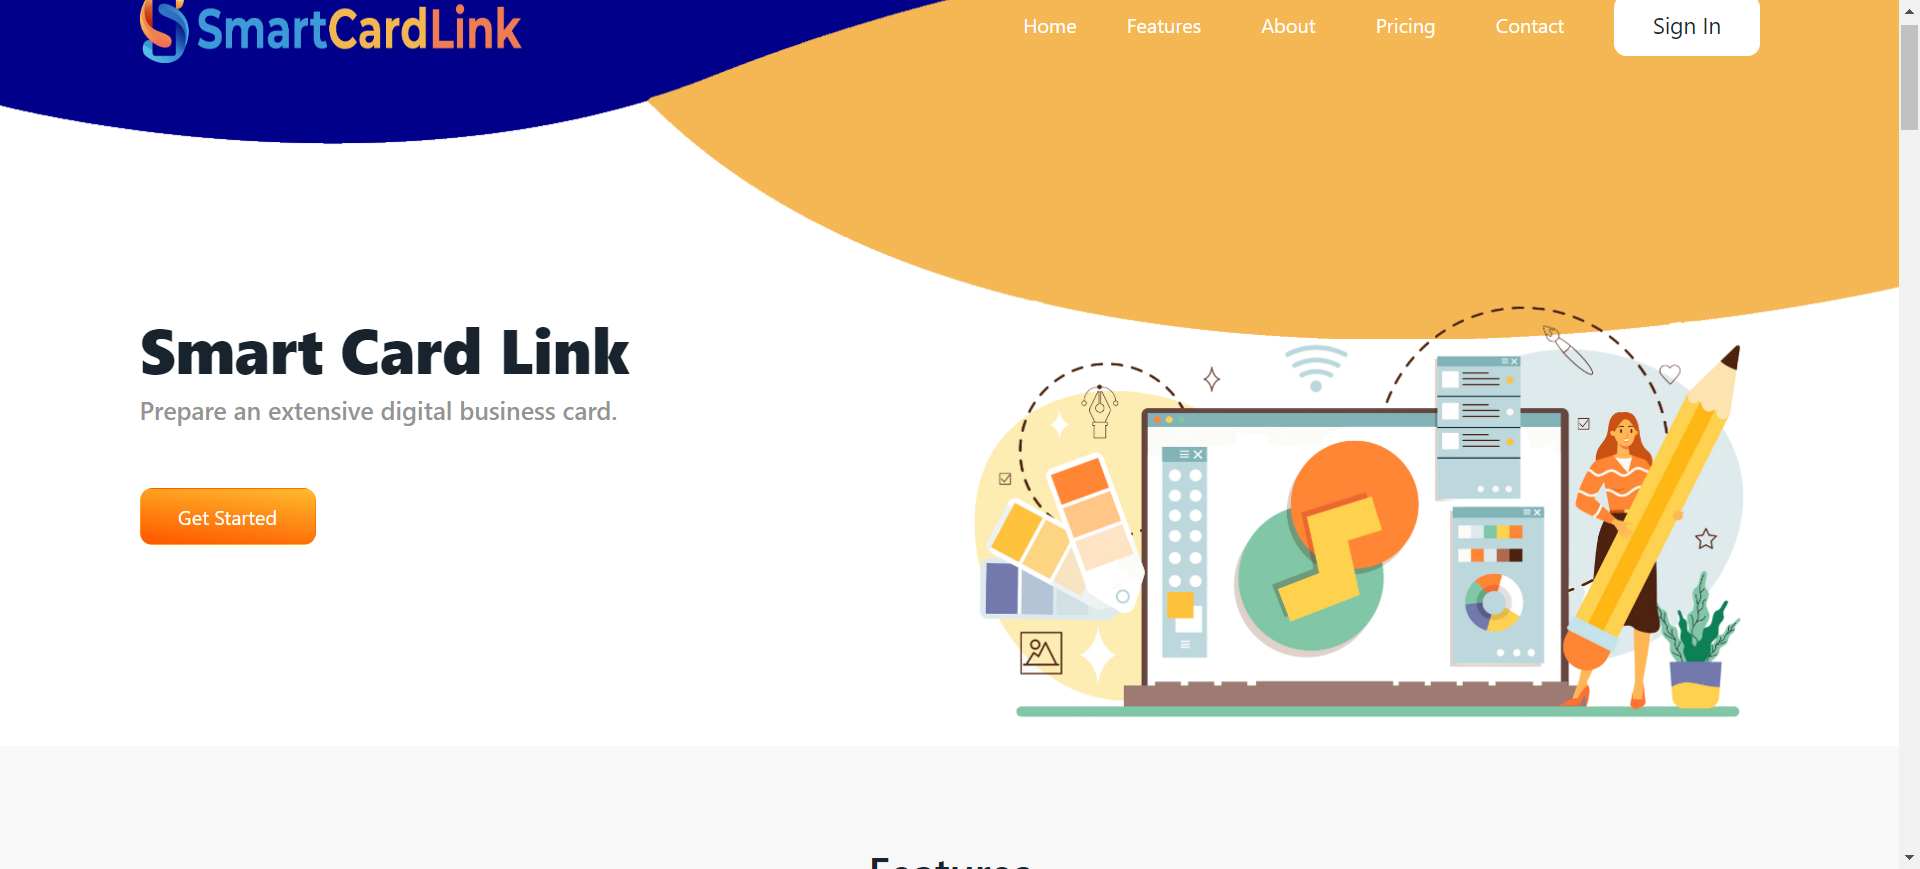 SmartCardLink
Home Features About Pricing Contact Sign In
Smart Card Link
Prepare an extensive digital business card.
Get Started
Features